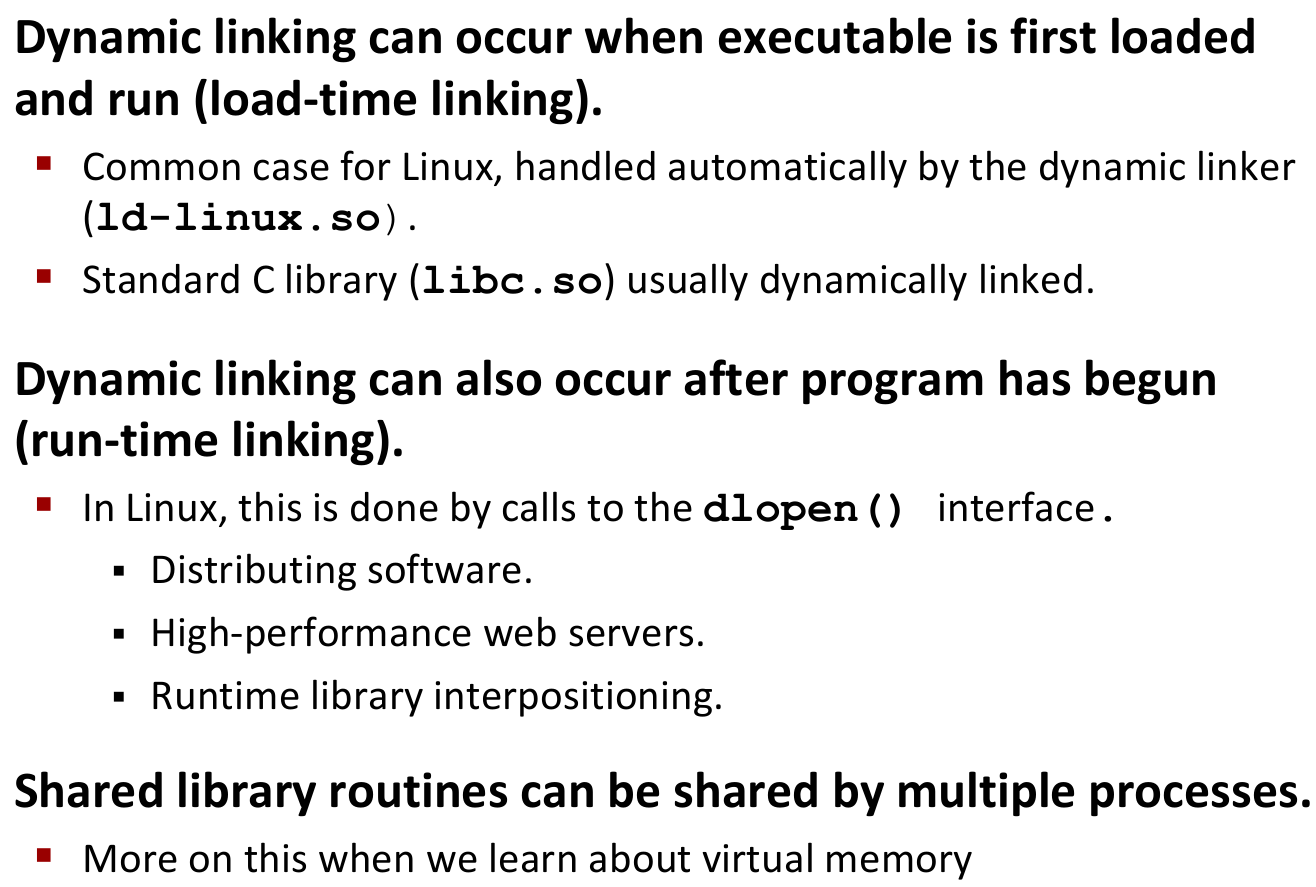 Dynamic linking can occur when executable is first loaded
and run (load-time linking).
▪ Common case for Linux, handled automatically by the dynamic linker
(ld-linux.so).
▪ Standard C library (libc.so) usually dynamically linked.
Dynamic linking can also occur after program has begun
(run-time linking).
▪ In Linux, this is done by calls to the dlopen() interface.
▪ Distributing software.
▪ High-performance web servers.
▪ Runtime library interpositioning.
Shared library routines can be shared by multiple processes.
▪ More on this when we learn about virtual memory